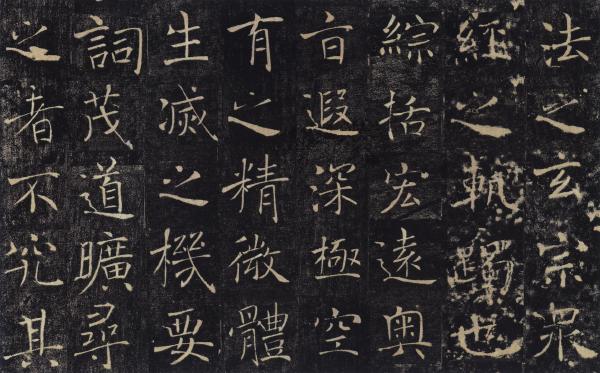 法之玄宗衆
經之軌躅也
綜括宏遠奧
旨遐深極空
有之精微體
生滅之機要
詞茂道曠尋
之者不究其